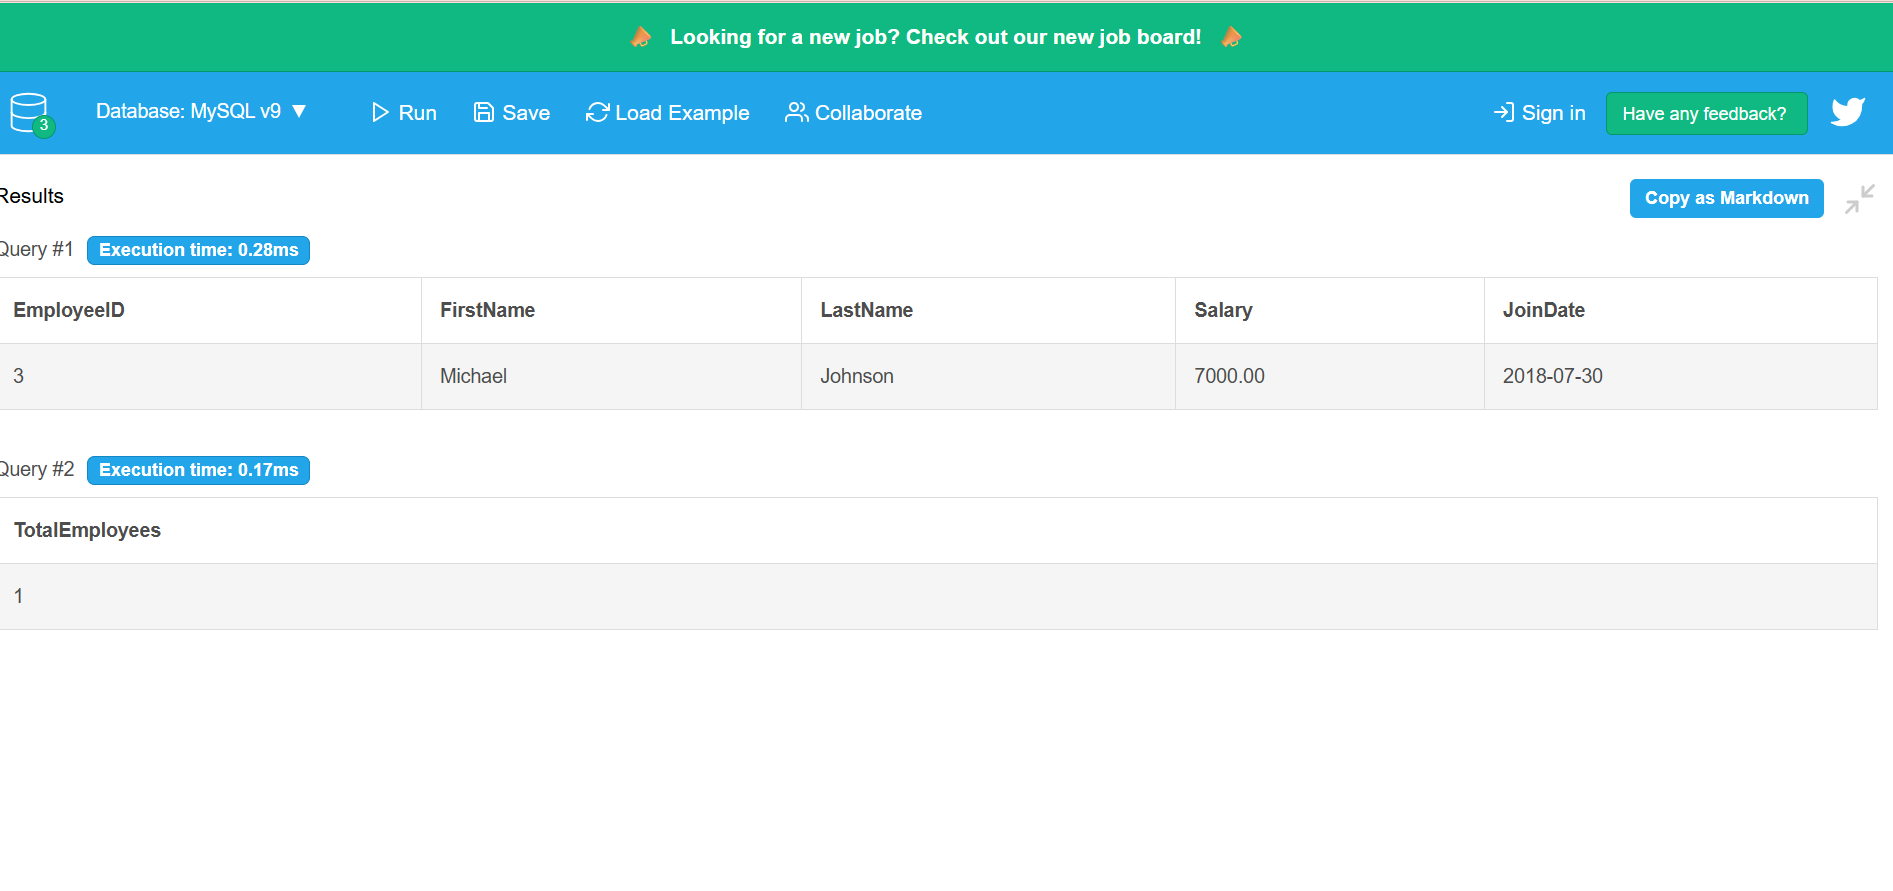 Looking for a new job? Check out our new job board!
3
Database: MySQL v9 ▼
Run
Save
Load Example
Collaborate
Sign in
Have any feedback?
Results
Copy as Markdown
Query #1
Execution time: 0.28ms
EmployeeID FirstName LastName Salary JoinDate
3 Michael Johnson 7000.00 2018-07-30
Query #2
Execution time: 0.17ms
TotalEmployees
1